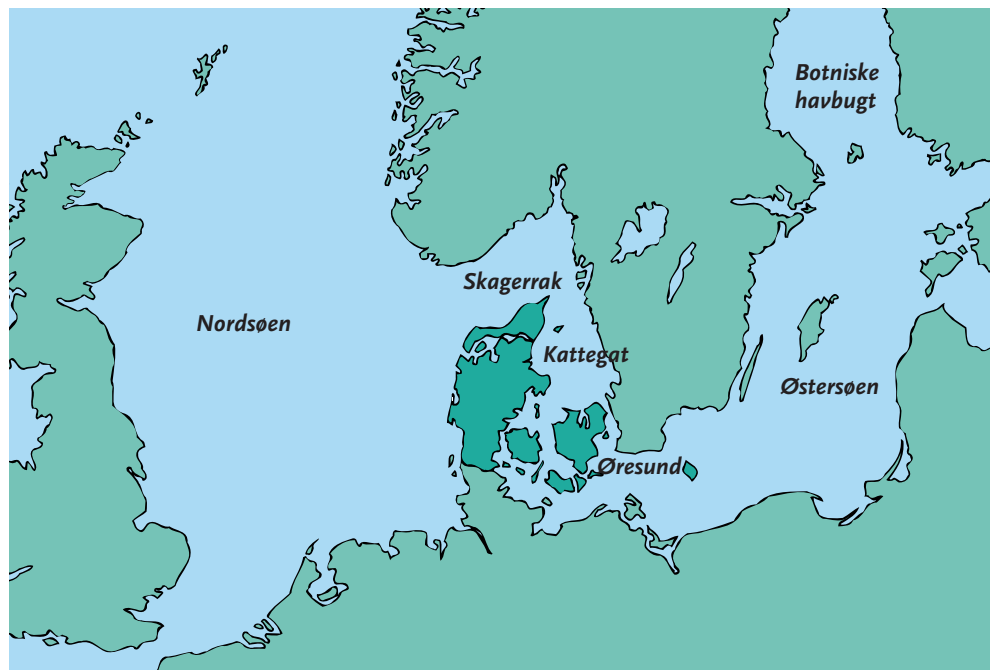 Botniske
havbugt
Skagerrak
Nordsøen
Kattegat
Østersøen
Øresund